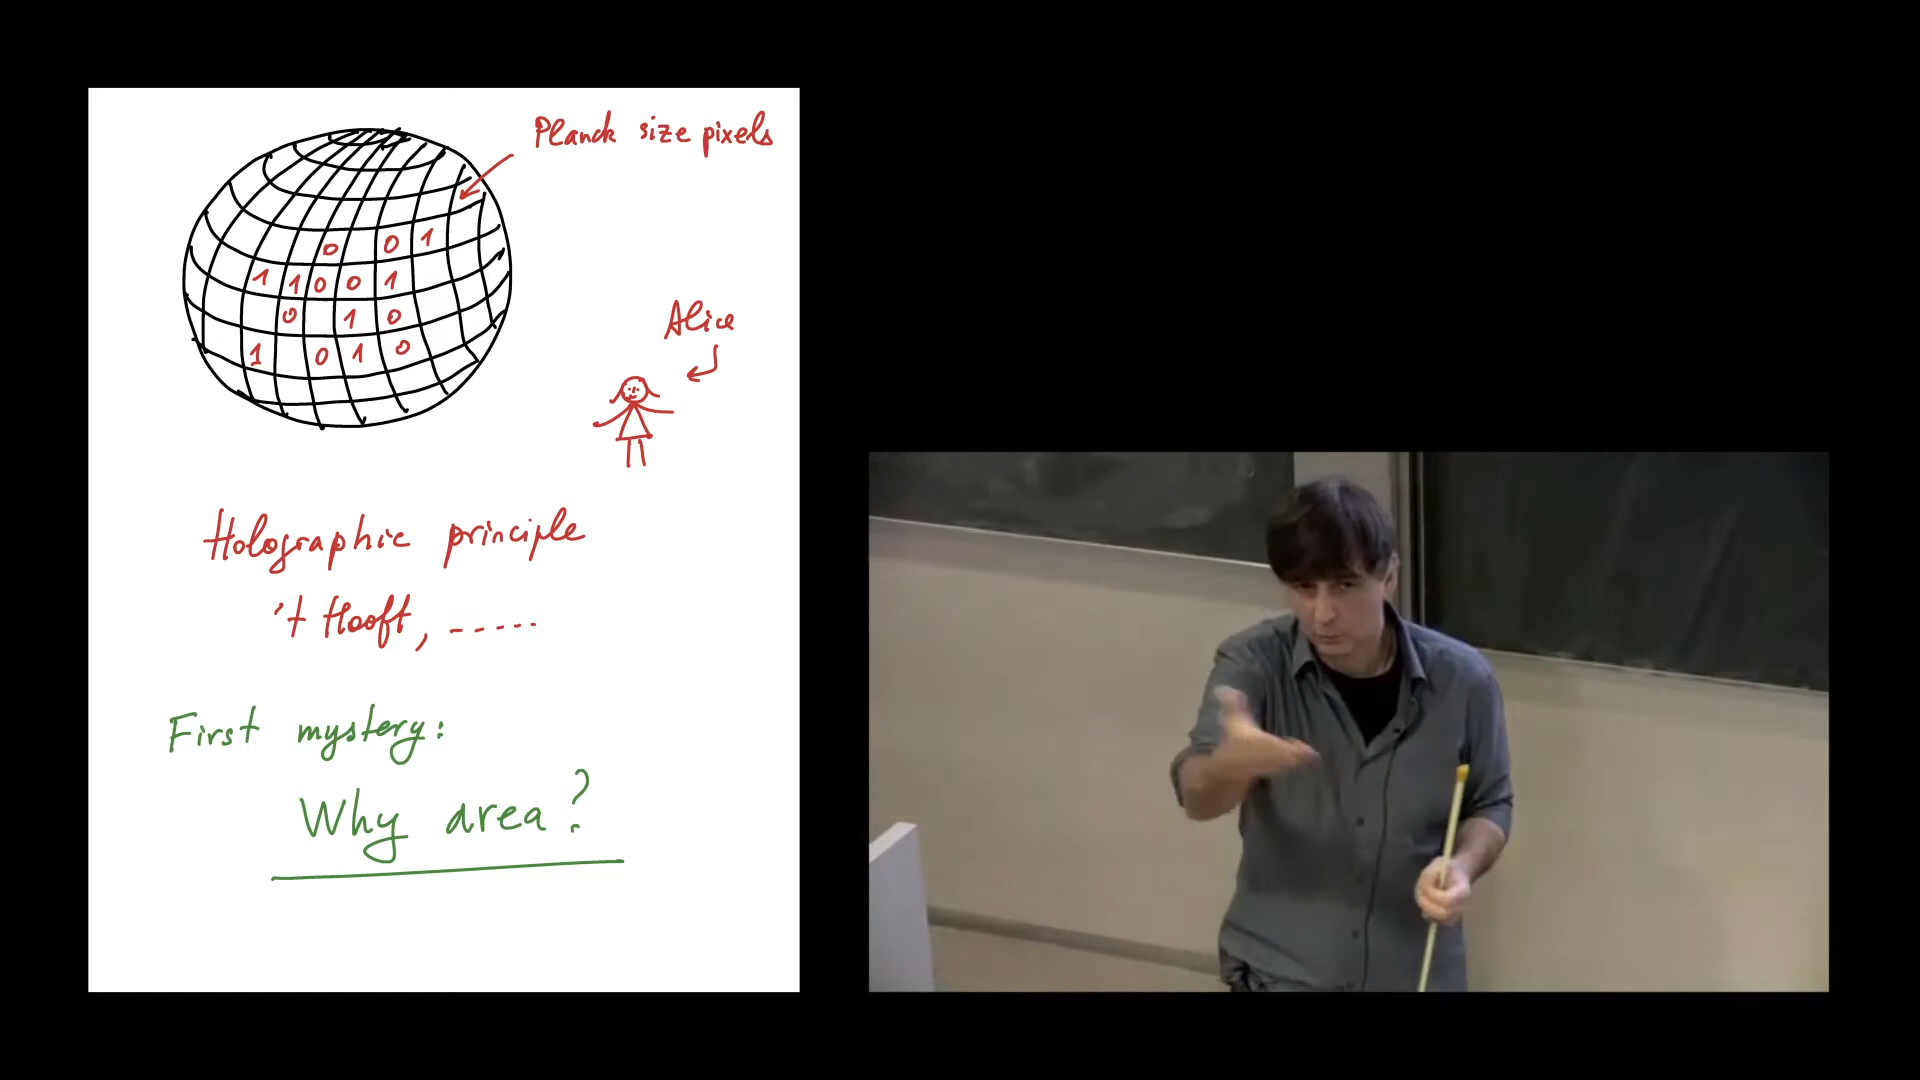 Planck size pixels
0 0 1
1 1 0 0 1
0 1 0
1 0 1 0
Alice
Holographic principle
't Hooft, -----
First mystery:
Why area?